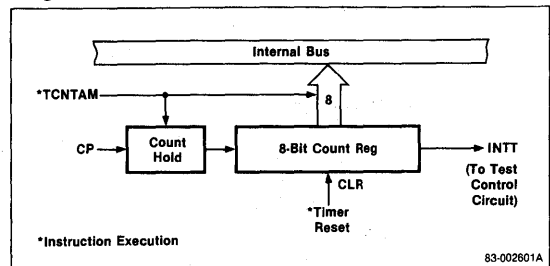 Internal Bus
*TCNTAM
8
CP
Count
Hold
8-Bit Count Reg
INTT
(To Test
Control
Circuit)
CLR
*Timer
Reset
*Instruction Execution
83-002601A